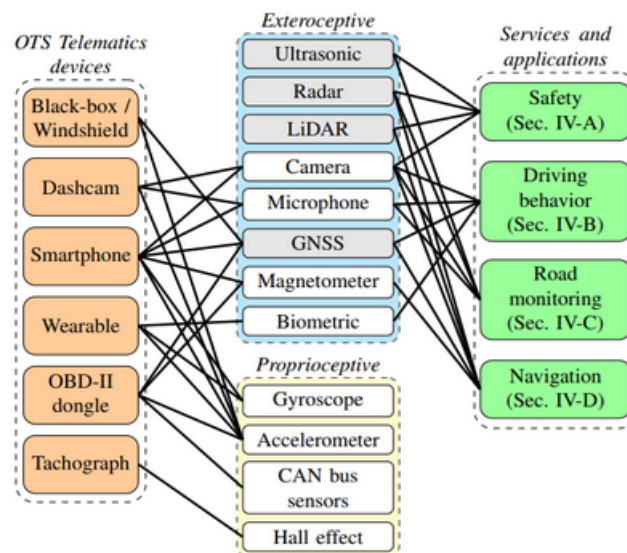 OTS Telematics
devices
Black-box /
Windshield
Dashcam
Smartphone
Wearable
OBD-II
dongle
Tachograph
Exteroceptive
Ultrasonic
Radar
LiDAR
Camera
Microphone
GNSS
Magnetometer
Biometric
Proprioceptive
Gyroscope
Accelerometer
CAN bus
sensors
Hall effect
Services and
applications
Safety
(Sec. IV-A)
Driving
behavior
(Sec. IV-B)
Road
monitoring
(Sec. IV-C)
Navigation
(Sec. IV-D)